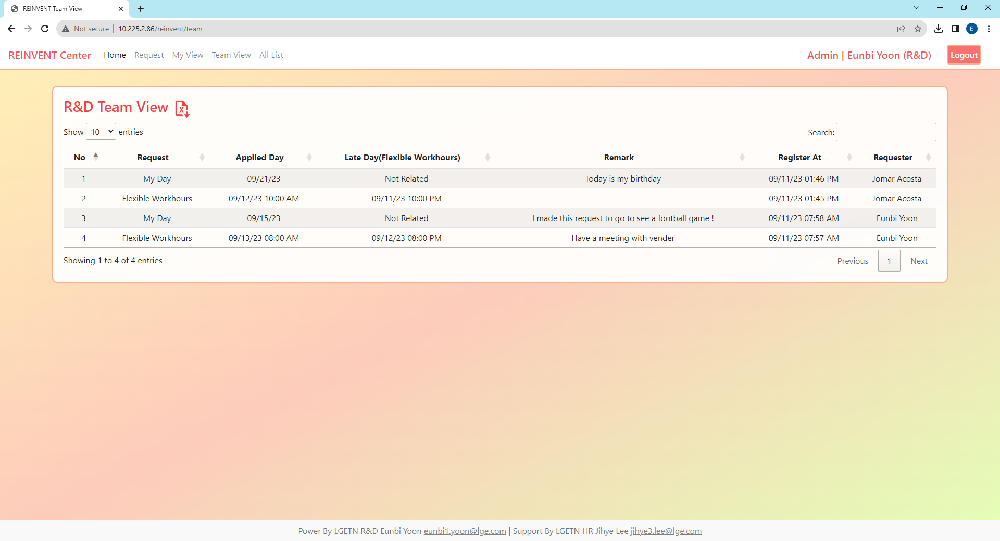 REINVENT Team View
Not secure 10.225.2.86/reinvent/team
E
REINVENT Center Home Request My View Team View All List Admin | Eunbi Yoon (R&D) Logout
R&D Team View
Show 10 entries Search:
No Request Applied Day Late Day(Flexible Workhours) Remark Register At Requester
1 My Day 09/21/23 Not Related Today is my birthday 09/11/23 01:46 PM Jomar Acosta
2 Flexible Workhours 09/12/23 10:00 AM 09/11/23 10:00 PM - 09/11/23 01:45 PM Jomar Acosta
3 My Day 09/15/23 Not Related I made this request to go to see a football game ! 09/11/23 07:58 AM Eunbi Yoon
4 Flexible Workhours 09/13/23 08:00 AM 09/12/23 08:00 PM Have a meeting with vender 09/11/23 07:57 AM Eunbi Yoon
Showing 1 to 4 of 4 entries Previous 1 Next
Power By LGETN R&D Eunbi Yoon eunbi1.yoon@lge.com | Support By LGETN HR Jihye Lee jihye3.lee@lge.com